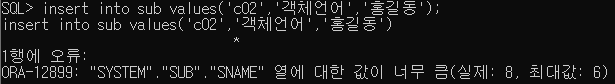 SQL> insert into sub values('c02','객체언어','홍길동');
insert into sub values('c02','객체언어','홍길동')
*
1행에 오류:
ORA-12899: "SYSTEM"."SUB"."SNAME" 열에 대한 값이 너무 큼(실제: 8, 최대값: 6)